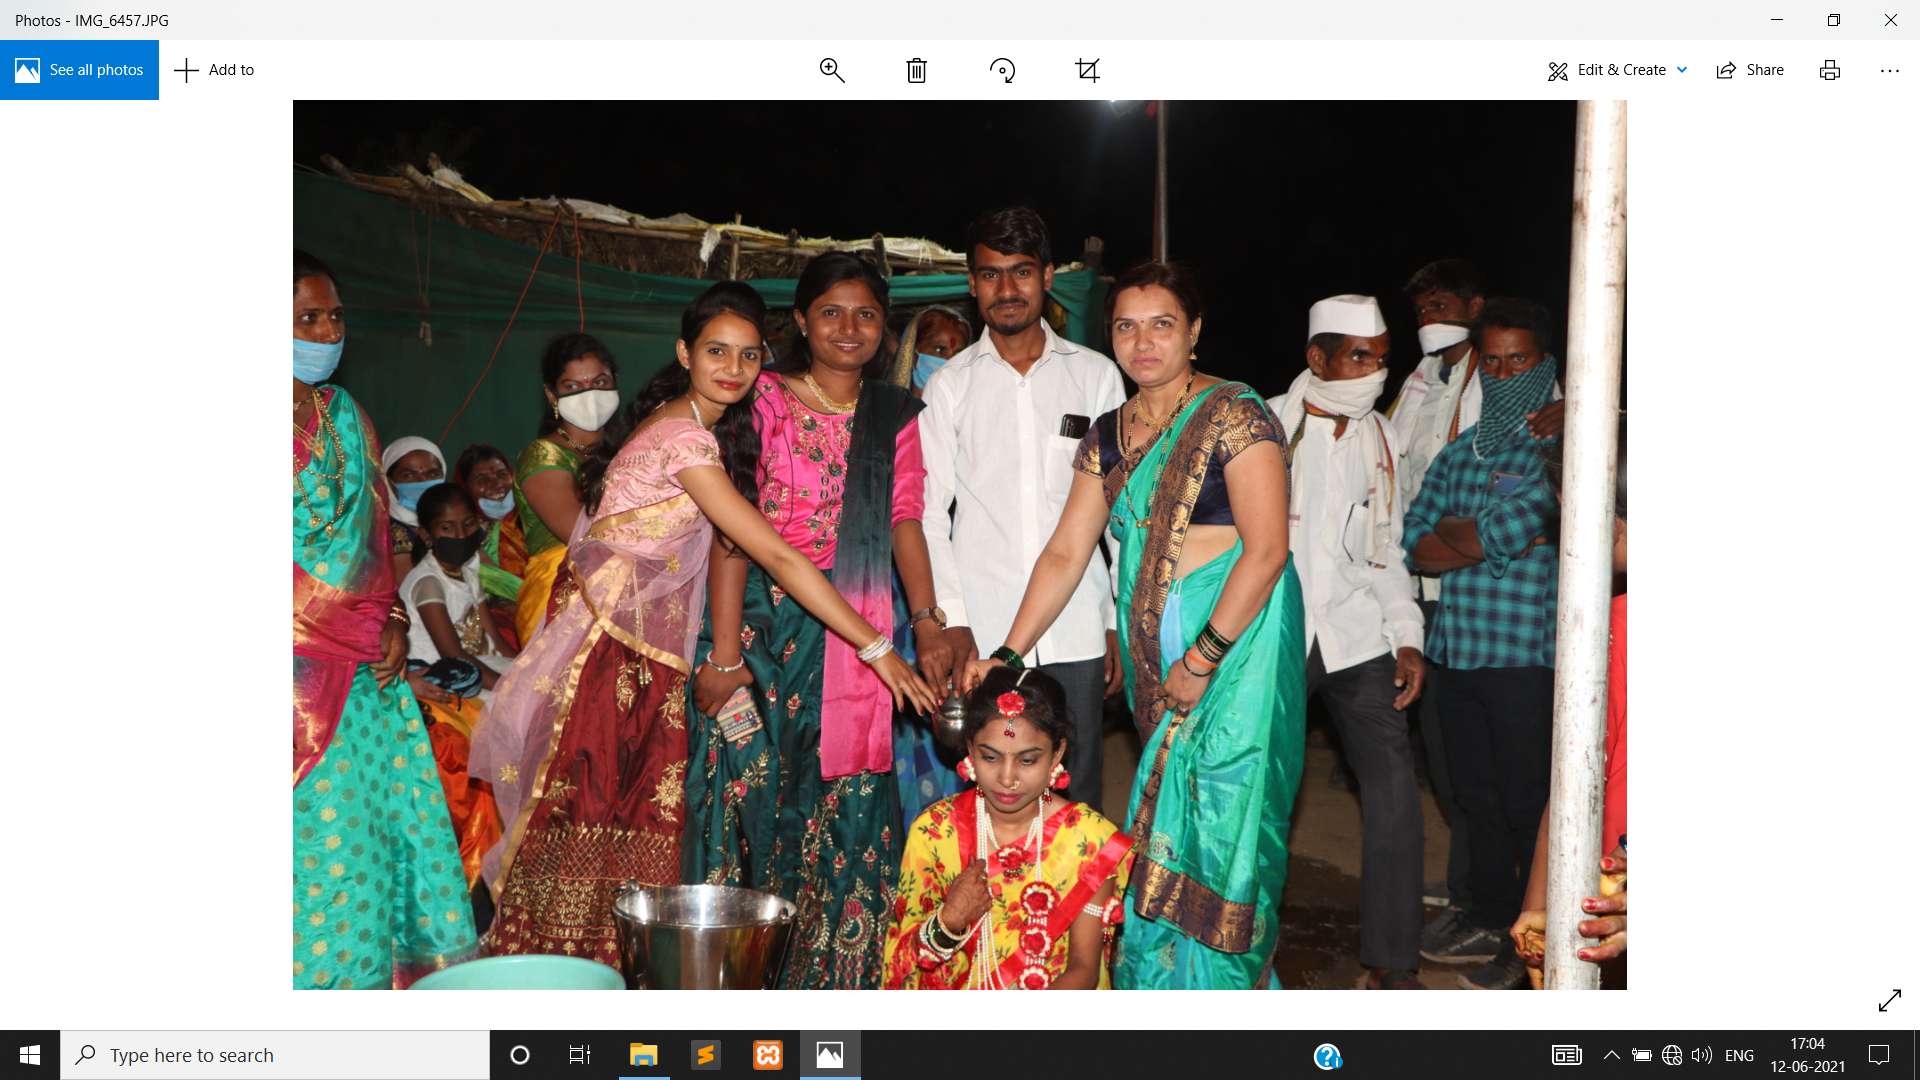 Photos - IMG_6457.JPG
See all photos
Add to
Edit & Create
Share
Type here to search
ENG
17:04
12-06-2021